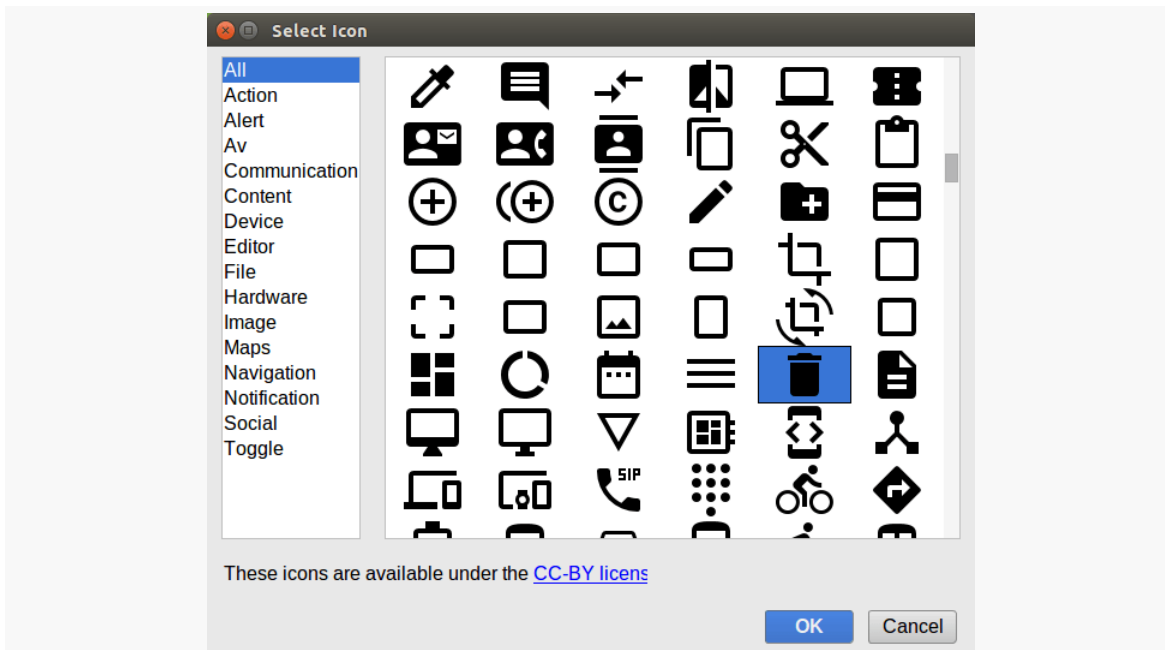 Select Icon
All
Action
Alert
Av
Communication
Content
Device
Editor
File
Hardware
Image
Maps
Navigation
Notification
Social
Toggle
C
SIP
These icons are available under the CC-BY licens
OK
Cancel